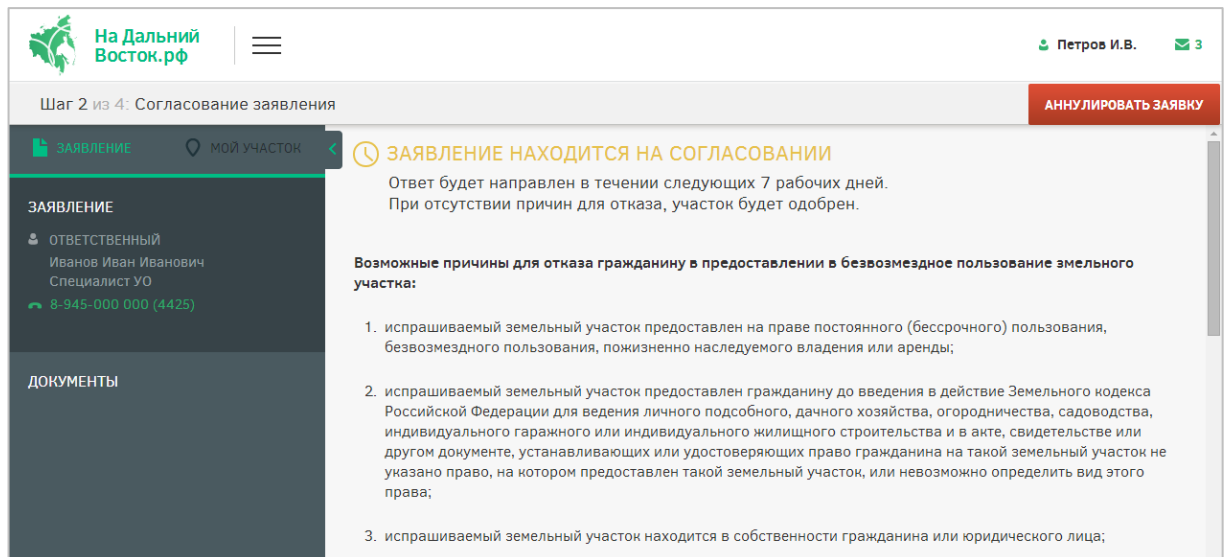 На Дальний
Восток.рф
Петров И.В.
3
Шаг 2 из 4: Согласование заявления
АННУЛИРОВАТЬ ЗАЯВКУ
ЗАЯВЛЕНИЕ
МОЙ УЧАСТОК
ЗАЯВЛЕНИЕ
ОТВЕТСТВЕННЫЙ
Иванов Иван Иванович
Специалист УО
8-945-000 000 (4425)
ДОКУМЕНТЫ
ЗАЯВЛЕНИЕ НАХОДИТСЯ НА СОГЛАСОВАНИИ
Ответ будет направлен в течении следующих 7 рабочих дней.
При отсутствии причин для отказа, участок будет одобрен.
Возможные причины для отказа гражданину в предоставлении в безвозмездное пользование змельного
участка:
1. испрашиваемый земельный участок предоставлен на праве постоянного (бессрочного) пользования,
безвозмездного пользования, пожизненно наследуемого владения или аренды;
2. испрашиваемый земельный участок предоставлен гражданину до введения в действие Земельного кодекса
Российской Федерации для ведения личного подсобного, дачного хозяйства, огородничества, садоводства,
индивидуального гаражного или индивидуального жилищного строительства и в акте, свидетельстве или
другом документе, устанавливающих или удостоверяющих право гражданина на такой земельный участок не
указано право, на котором предоставлен такой земельный участок, или невозможно определить вид этого
права;
3. испрашиваемый земельный участок находится в собственности гражданина или юридического лица;